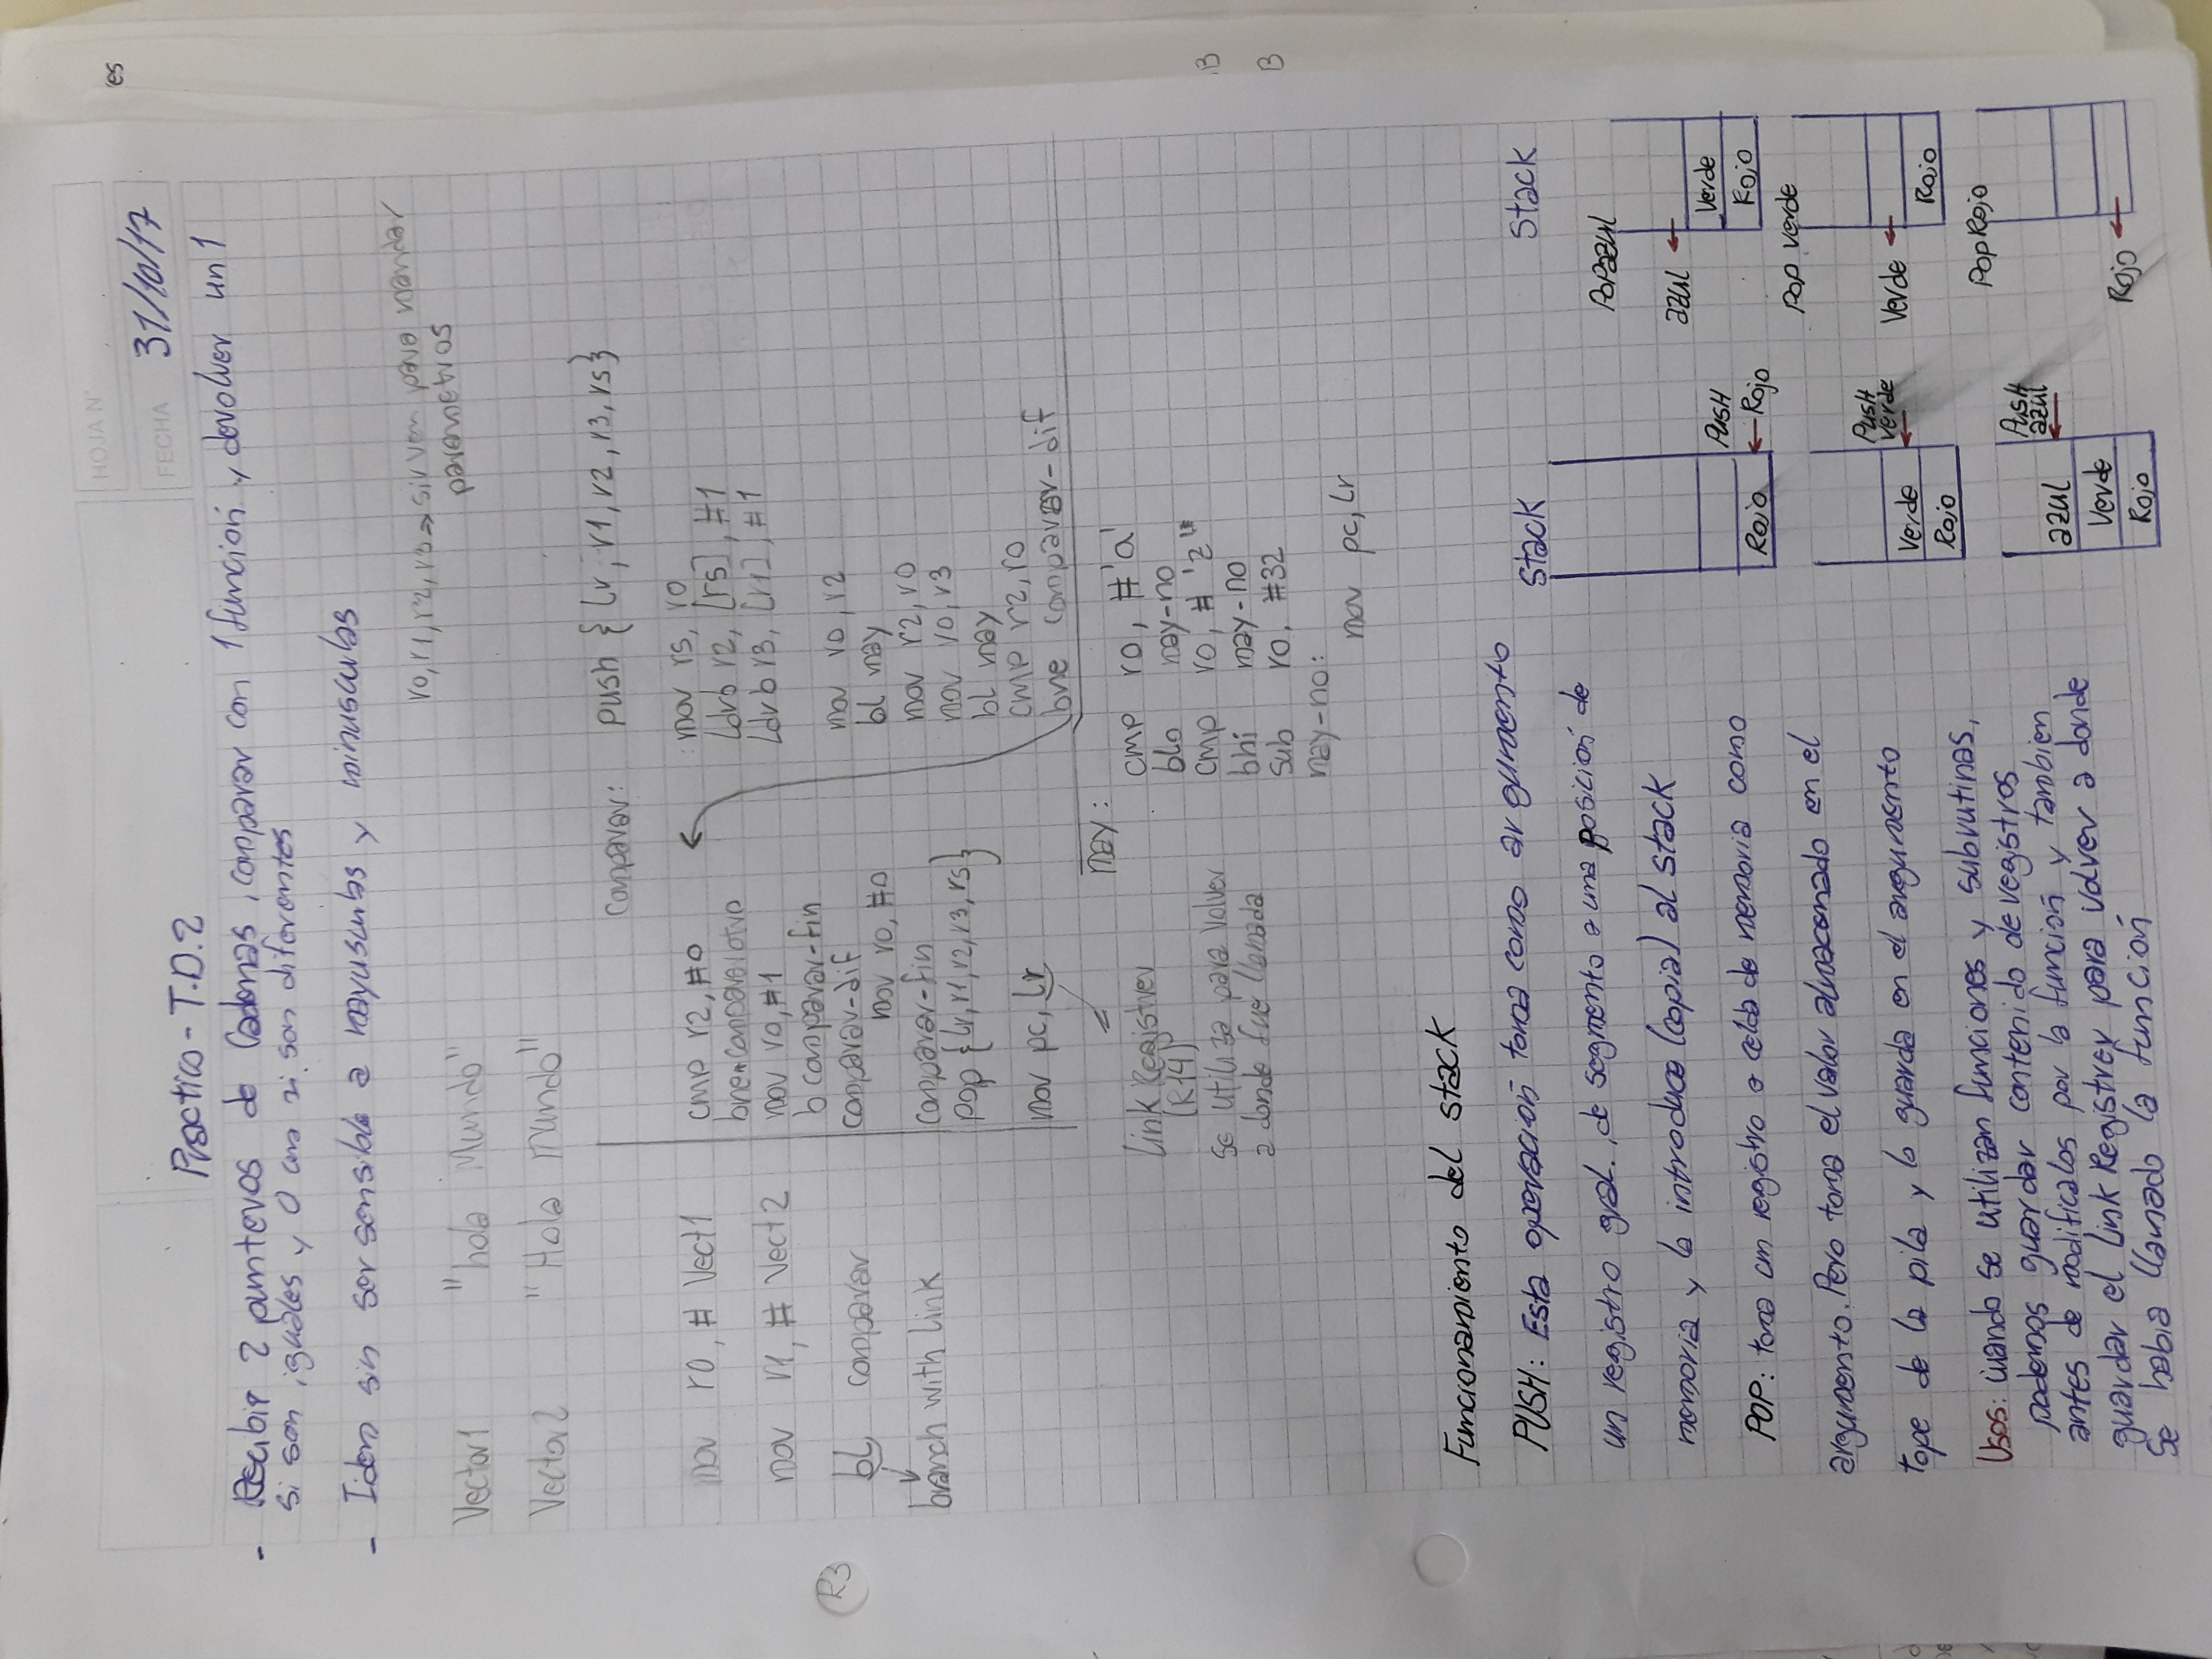 HOJA N°
FECHA 31/10/17
Practico - T.D.2
- Recibir 2 punteros de Cadenas, comparar con 1 función y devolver un 1
si son iguales y 0 si son diferentes
- Idem sin ser sensible a mayusculas y minusculas
r0, r1, r2, r3 → sirven para mandar
parametros
Vector1 "hola Mundo"
Vector2 "Hola Mundo"
mov r0, # Vect1
mov r1, # Vect2
bl comparar
branch with link
R3
cmp r2, #0
bne comparar otro
mov r0, #1
b comparar-fin
comparar-dif
mov r0, #0
comparar-fin
pop {lr, r1, r2, r3, rs}
mov pc, lr
Link Registrer
(R14)
se utiliza para volver
a donde fue llamada
comparar: push {lr, r1, r2, r3, rs}
mov rs, r0
ldrb r2, [rs], #1
ldrb r3, [r1], #1
mov r0, r2
bl may
mov r2, r0
mov r0, r3
bl may
cmp r2, r0
bne comparar-dif
may:
cmp r0, #'a'
blo may-no
cmp r0, #'z'
bhi may-no
sub r0, #32
may-no:
mov pc, lr
Funcionamiento del stack
PUSH: Esta operación toma como argumento
un registro gral., de segmento o una posición de
memoria y lo introduce (copia) al stack
POP: toma un registro o celda de memoria como
argumento. Pero toma el valor almacenado en el
tope de la pila y lo guarda en el argumento
Usos: cuando se utilizan funciones y subrutinas,
podemos guardar contenido de registros
antes de modificalos por la función y tambien
guardar el Link Registrer para volver a donde
se habia llamado la función
Stack
PUSH
Rojo ← Rojo
Push
verde
Verde
Rojo
Push
azul
azul
Verde
Rojo
Stack
POP azul
azul
Verde
Rojo
Pop verde
Verde
Rojo
Pop Rojo
Rojo
es
B
B